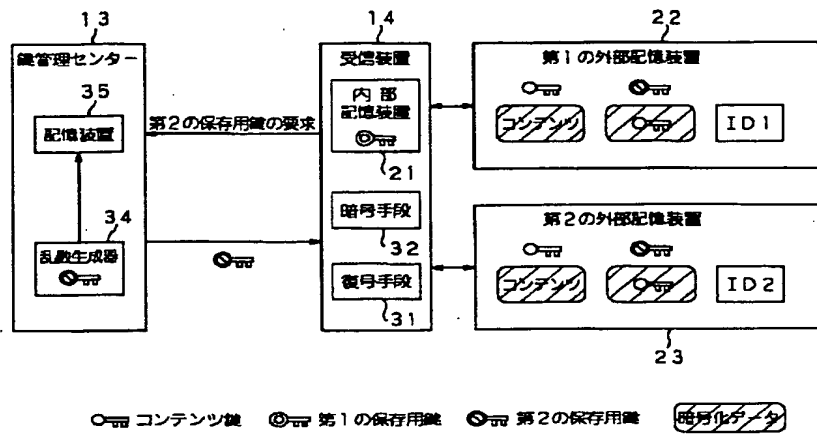 13
鍵管理センター
35
記憶装置
34
乱数生成器
第2の保存用鍵の要求
14
受信装置
内部
記憶装置
21
暗号手段
32
復号手段
31
22
第1の外部記憶装置
コンテンツ
ID1
第2の外部記憶装置
コンテンツ
ID2
23
コンテンツ鍵
第1の保存用鍵
第2の保存用鍵
暗号化データ